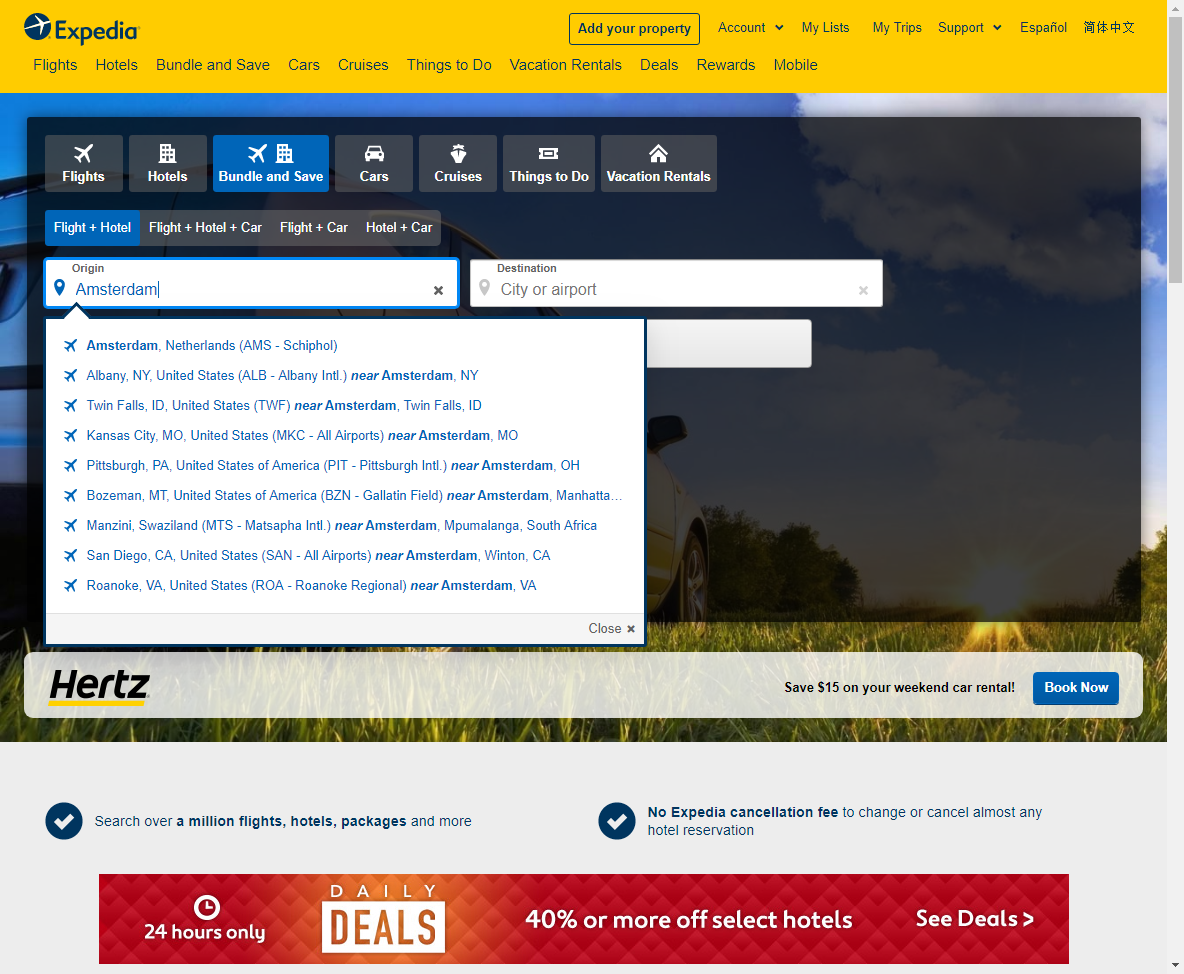 Expedia
Add your property
Account
My Lists
My Trips
Support
Español
简体中文
Flights
Hotels
Bundle and Save
Cars
Cruises
Things to Do
Vacation Rentals
Deals
Rewards
Mobile
Flights
Hotels
Bundle and Save
Cars
Cruises
Things to Do
Vacation Rentals
Flight + Hotel
Flight + Hotel + Car
Flight + Car
Hotel + Car
Origin
Amsterdam
Destination
City or airport
Amsterdam, Netherlands (AMS - Schiphol)
Albany, NY, United States (ALB - Albany Intl.) near Amsterdam, NY
Twin Falls, ID, United States (TWF) near Amsterdam, Twin Falls, ID
Kansas City, MO, United States (MKC - All Airports) near Amsterdam, MO
Pittsburgh, PA, United States of America (PIT - Pittsburgh Intl.) near Amsterdam, OH
Bozeman, MT, United States of America (BZN - Gallatin Field) near Amsterdam, Manhatta...
Manzini, Swaziland (MTS - Matsapha Intl.) near Amsterdam, Mpumalanga, South Africa
San Diego, CA, United States (SAN - All Airports) near Amsterdam, Winton, CA
Roanoke, VA, United States (ROA - Roanoke Regional) near Amsterdam, VA
Close
Hertz
Save $15 on your weekend car rental!
Book Now
Search over a million flights, hotels, packages and more
No Expedia cancellation fee to change or cancel almost any
hotel reservation
24 hours only
DAILY
DEALS
40% or more off select hotels
See Deals >